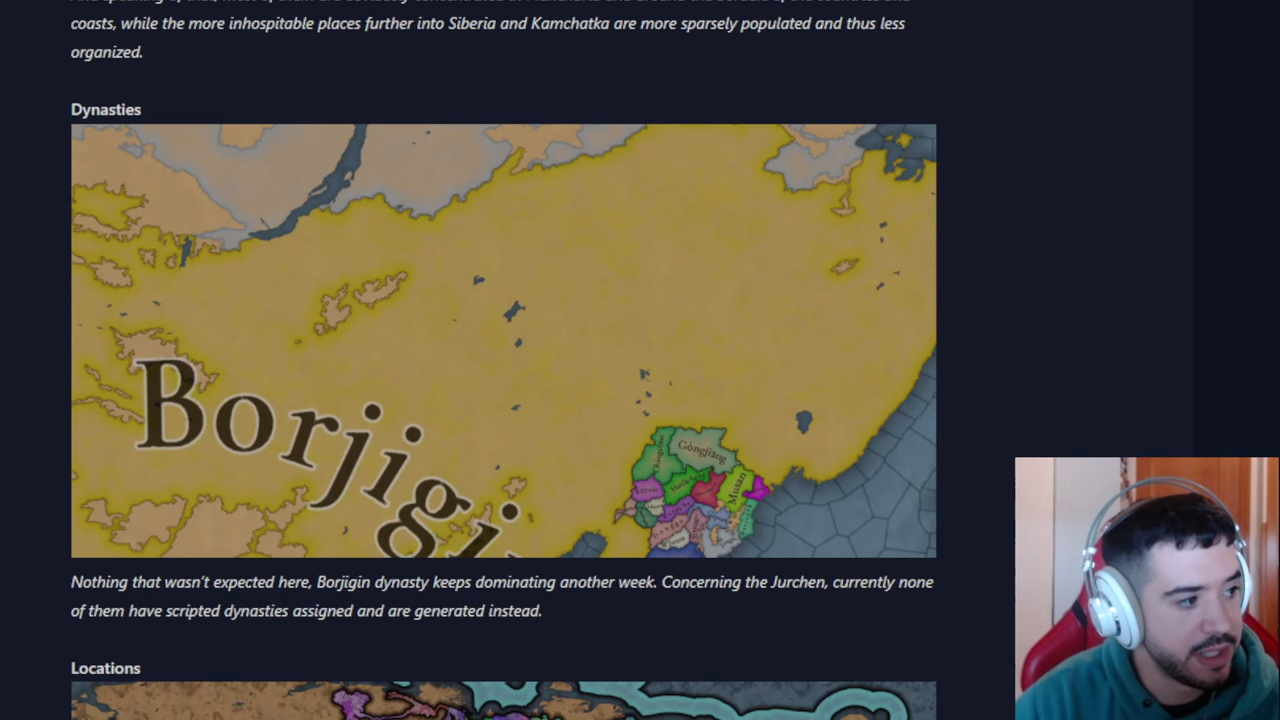 coasts, while the more inhospitable places further into Siberia and Kamchatka are more sparsely populated and thus less
organized.
Dynasties
Borjigi
Gòngjiāng
Musan
Nothing that wasn't expected here, Borjigin dynasty keeps dominating another week. Concerning the Jurchen, currently none
of them have scripted dynasties assigned and are generated instead.
Locations